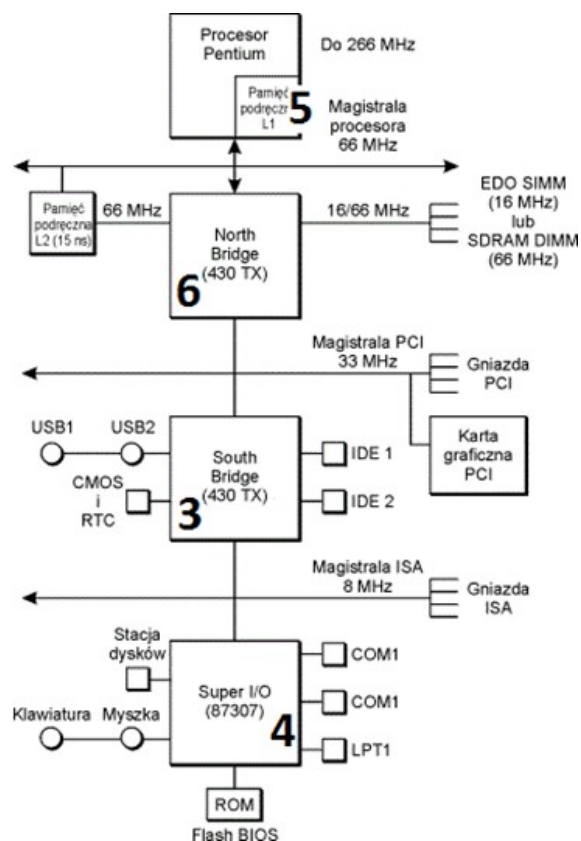 Procesor
Pentium
Do 266 MHz
Pamięć
podręczn
L1
5
Magistrala
procesora
66 MHz
Pamięć
podręczna
L2 (15 ns)
66 MHz
North
Bridge
(430 TX)
6
16/66 MHz
EDO SIMM
(16 MHz)
lub
SDRAM DIMM
(66 MHz)
Magistrala PCI
33 MHz
Gniazda
PCI
Karta
graficzna
PCI
USB1
USB2
CMOS
i
RTC
South
Bridge
(430 TX)
3
IDE 1
IDE 2
Magistrala ISA
8 MHz
Gniazda
ISA
Stacja
dysków
Klawiatura
Myszka
Super I/O
(87307)
4
COM1
COM1
LPT1
ROM
Flash BIOS